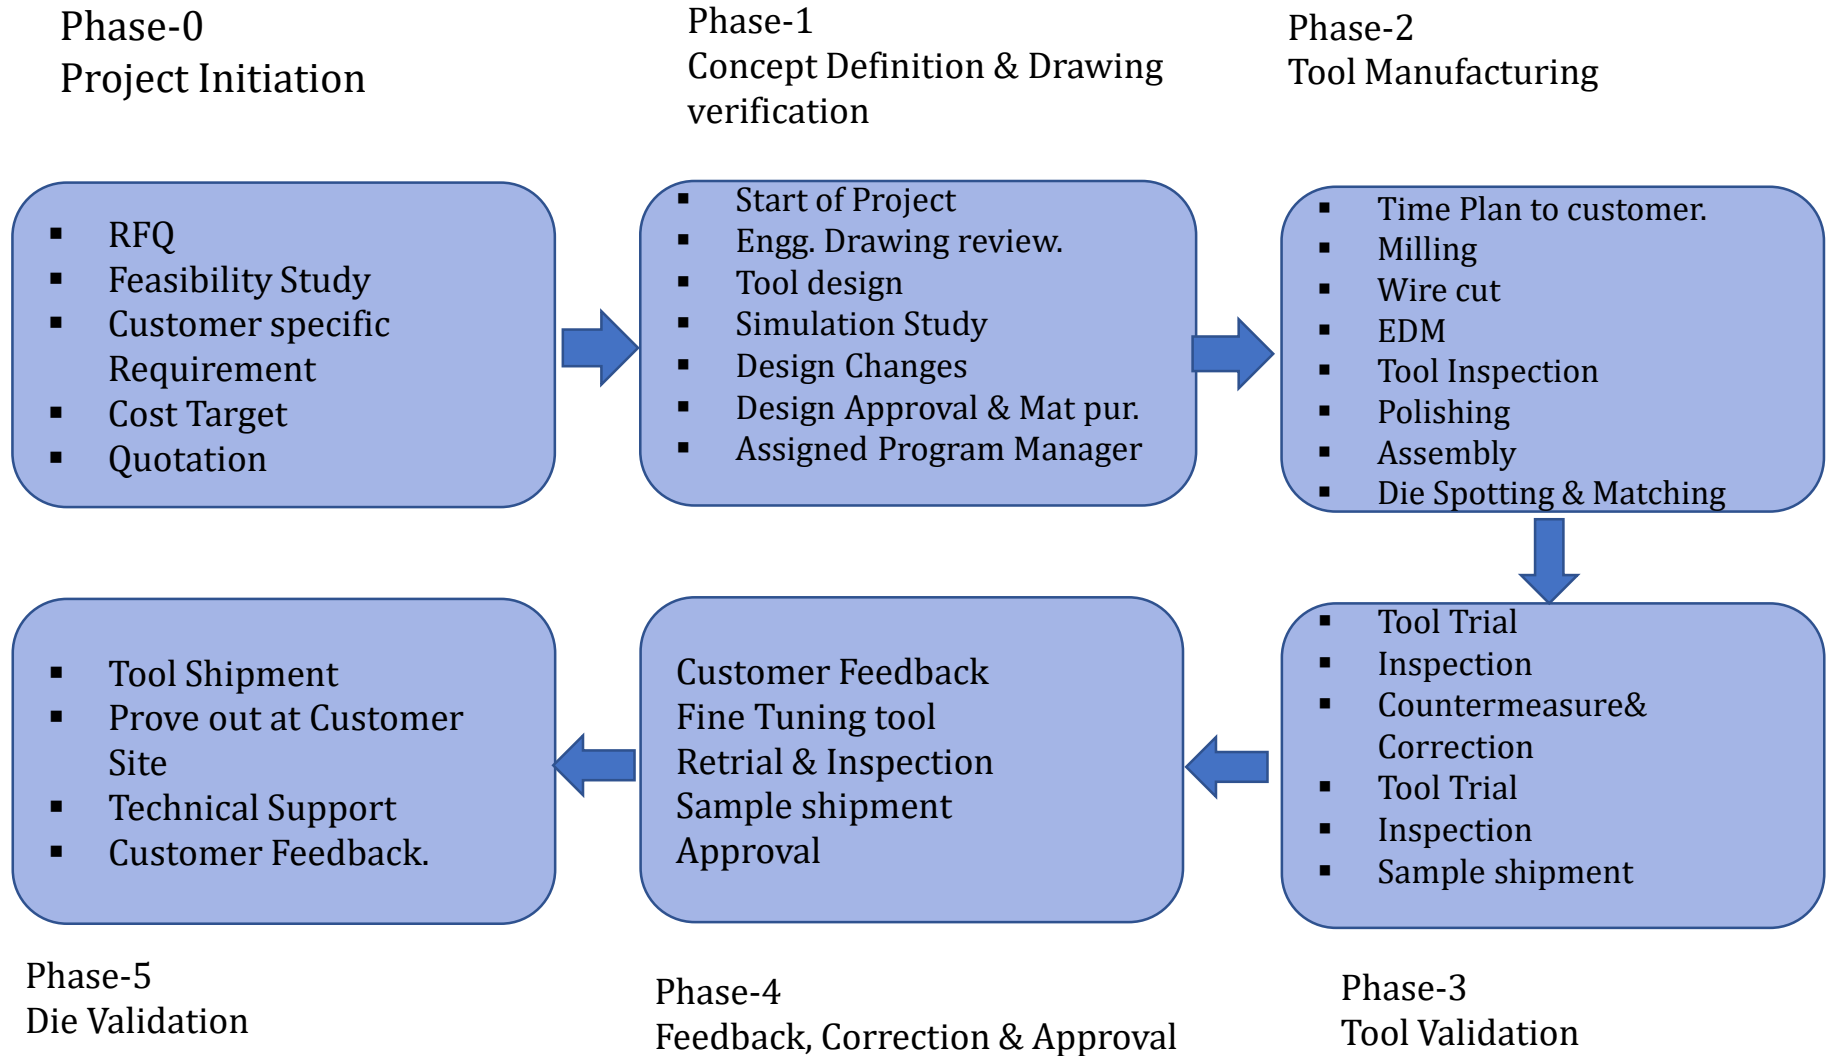 Phase-0
Project Initiation
Phase-1
Concept Definition & Drawing
verification
Phase-2
Tool Manufacturing
▪ RFQ
▪ Feasibility Study
▪ Customer specific
Requirement
▪ Cost Target
▪ Quotation
▪ Start of Project
▪ Engg. Drawing review.
▪ Tool design
▪ Simulation Study
▪ Design Changes
▪ Design Approval & Mat pur.
▪ Assigned Program Manager
▪ Time Plan to customer.
▪ Milling
▪ Wire cut
▪ EDM
▪ Tool Inspection
▪ Polishing
▪ Assembly
▪ Die Spotting & Matching
▪ Tool Trial
▪ Inspection
▪ Countermeasure&
Correction
▪ Tool Trial
▪ Inspection
▪ Sample shipment
Phase-3
Tool Validation
Customer Feedback
Fine Tuning tool
Retrial & Inspection
Sample shipment
Approval
Phase-4
Feedback, Correction & Approval
▪ Tool Shipment
▪ Prove out at Customer
Site
▪ Technical Support
▪ Customer Feedback.
Phase-5
Die Validation